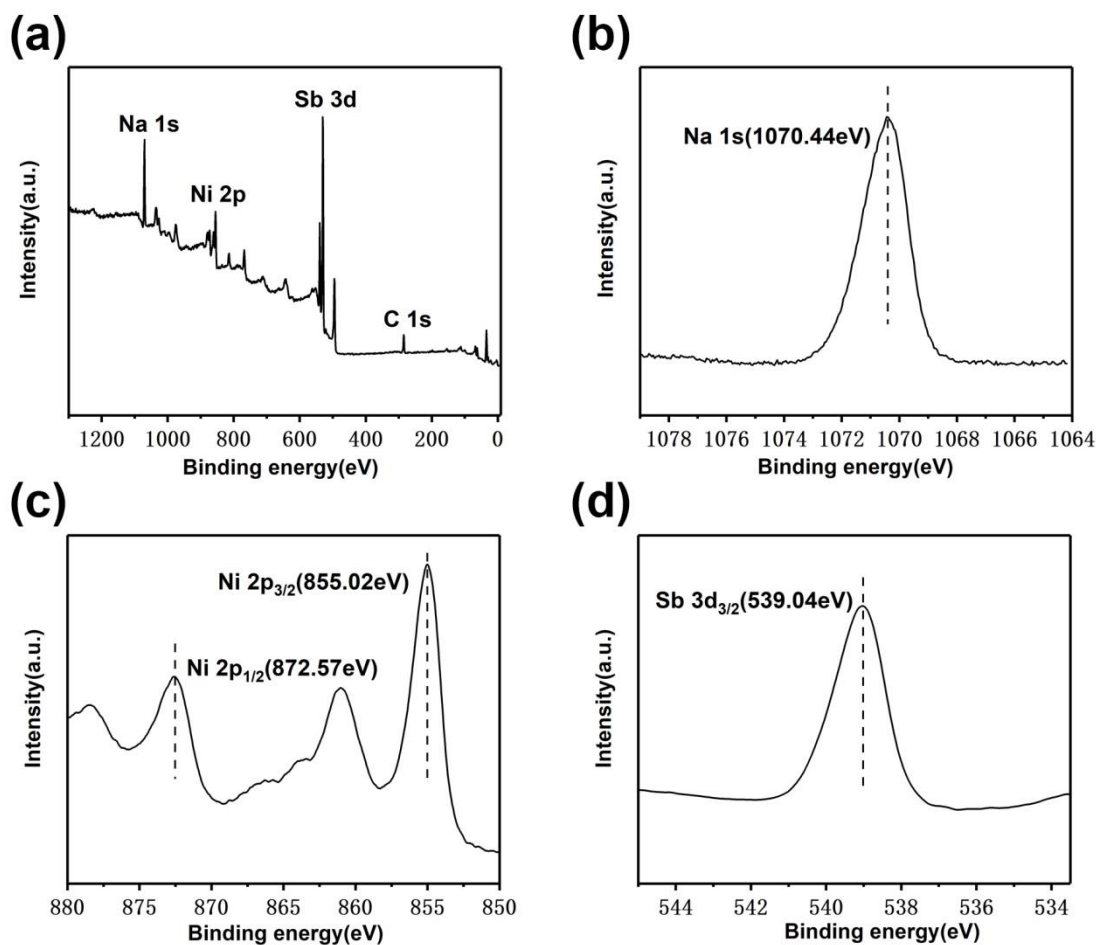 (a)
Intensity(a.u.)
Na 1s
Ni 2p
Sb 3d
C 1s
1200 1000 800 600 400 200 0
Binding energy(eV)
(b)
Intensity(a.u.)
Na 1s(1070.44eV)
1078 1076 1074 1072 1070 1068 1066 1064
Binding energy(eV)
(c)
Intensity(a.u.)
Ni 2p3/2(855.02eV)
Ni 2p1/2(872.57eV)
880 875 870 865 860 855 850
Binding energy(eV)
(d)
Intensity(a.u.)
Sb 3d3/2(539.04eV)
544 542 540 538 536 534
Binding energy(eV)